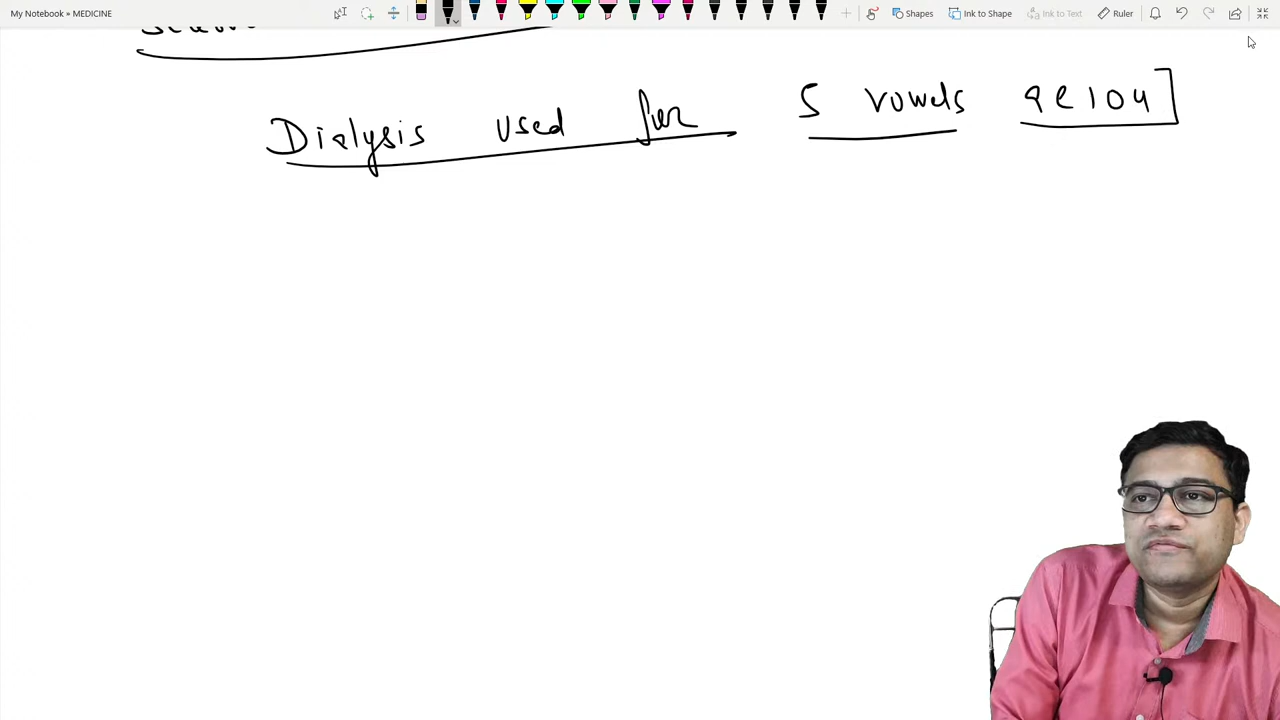 My Notebook » MEDICINE
Shapes Ink to Shape Ink to Text Ruler
Dialysis used for 5 vowels aeiou